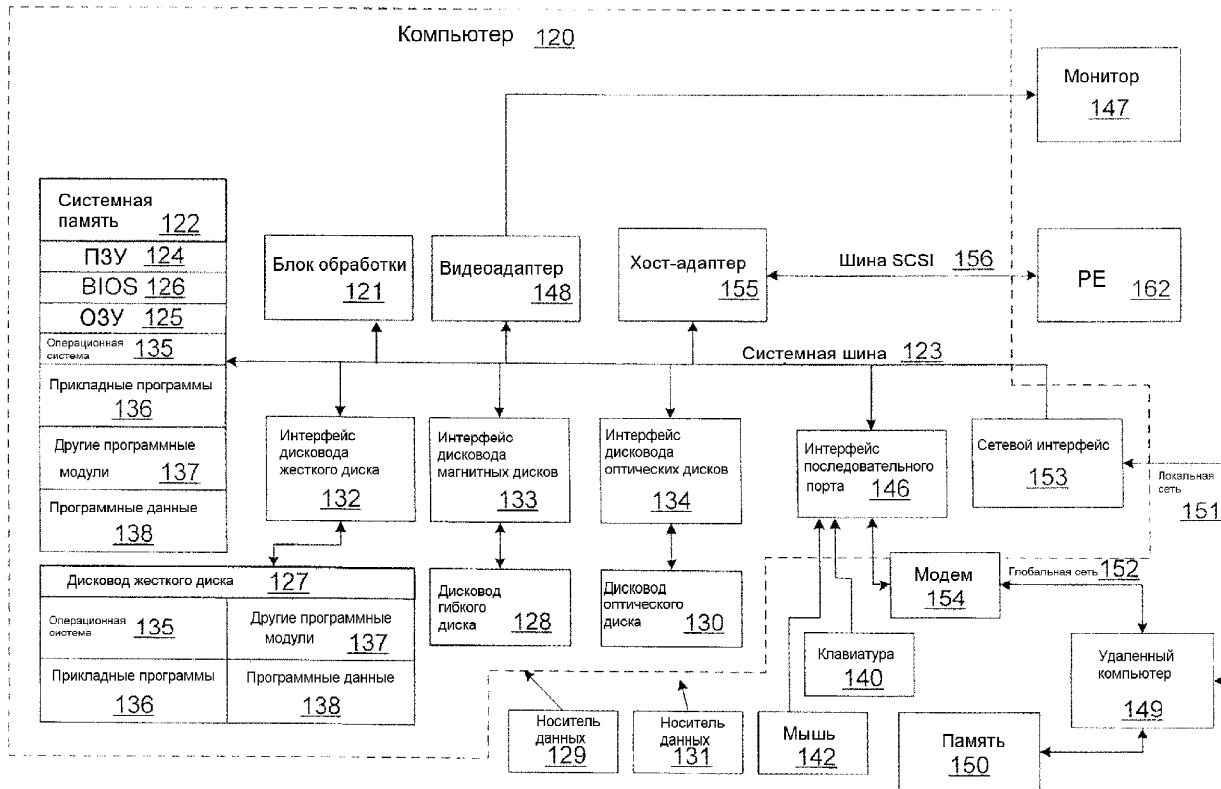 Компьютер 120
Монитор
147
Системная
память 122
ПЗУ 124
BIOS 126
ОЗУ 125
Операционная
система 135
Прикладные программы
136
Другие программные
модули 137
Программные данные
138
Блок обработки
121
Видеоадаптер
148
Хост-адаптер
155
Шина SCSI 156
PE 162
Системная шина 123
Интерфейс
дисковода
жесткого диска
132
Интерфейс
дисковода
магнитных дисков
133
Интерфейс
дисковода
оптических дисков
134
Интерфейс
последовательного
порта 146
Сетевой интерфейс
153
Локальная
сеть
151
Дисковод жесткого диска 127
Операционная
система 135
Другие программные
модули 137
Прикладные программы
136
Программные данные
138
Дисковод
гибкого
диска 128
Дисковод
оптического
диска 130
Модем
154
Глобальная сеть 152
Клавиатура
140
Удаленный
компьютер
149
Носитель
данных
129
Носитель
данных
131
Мышь
142
Память
150